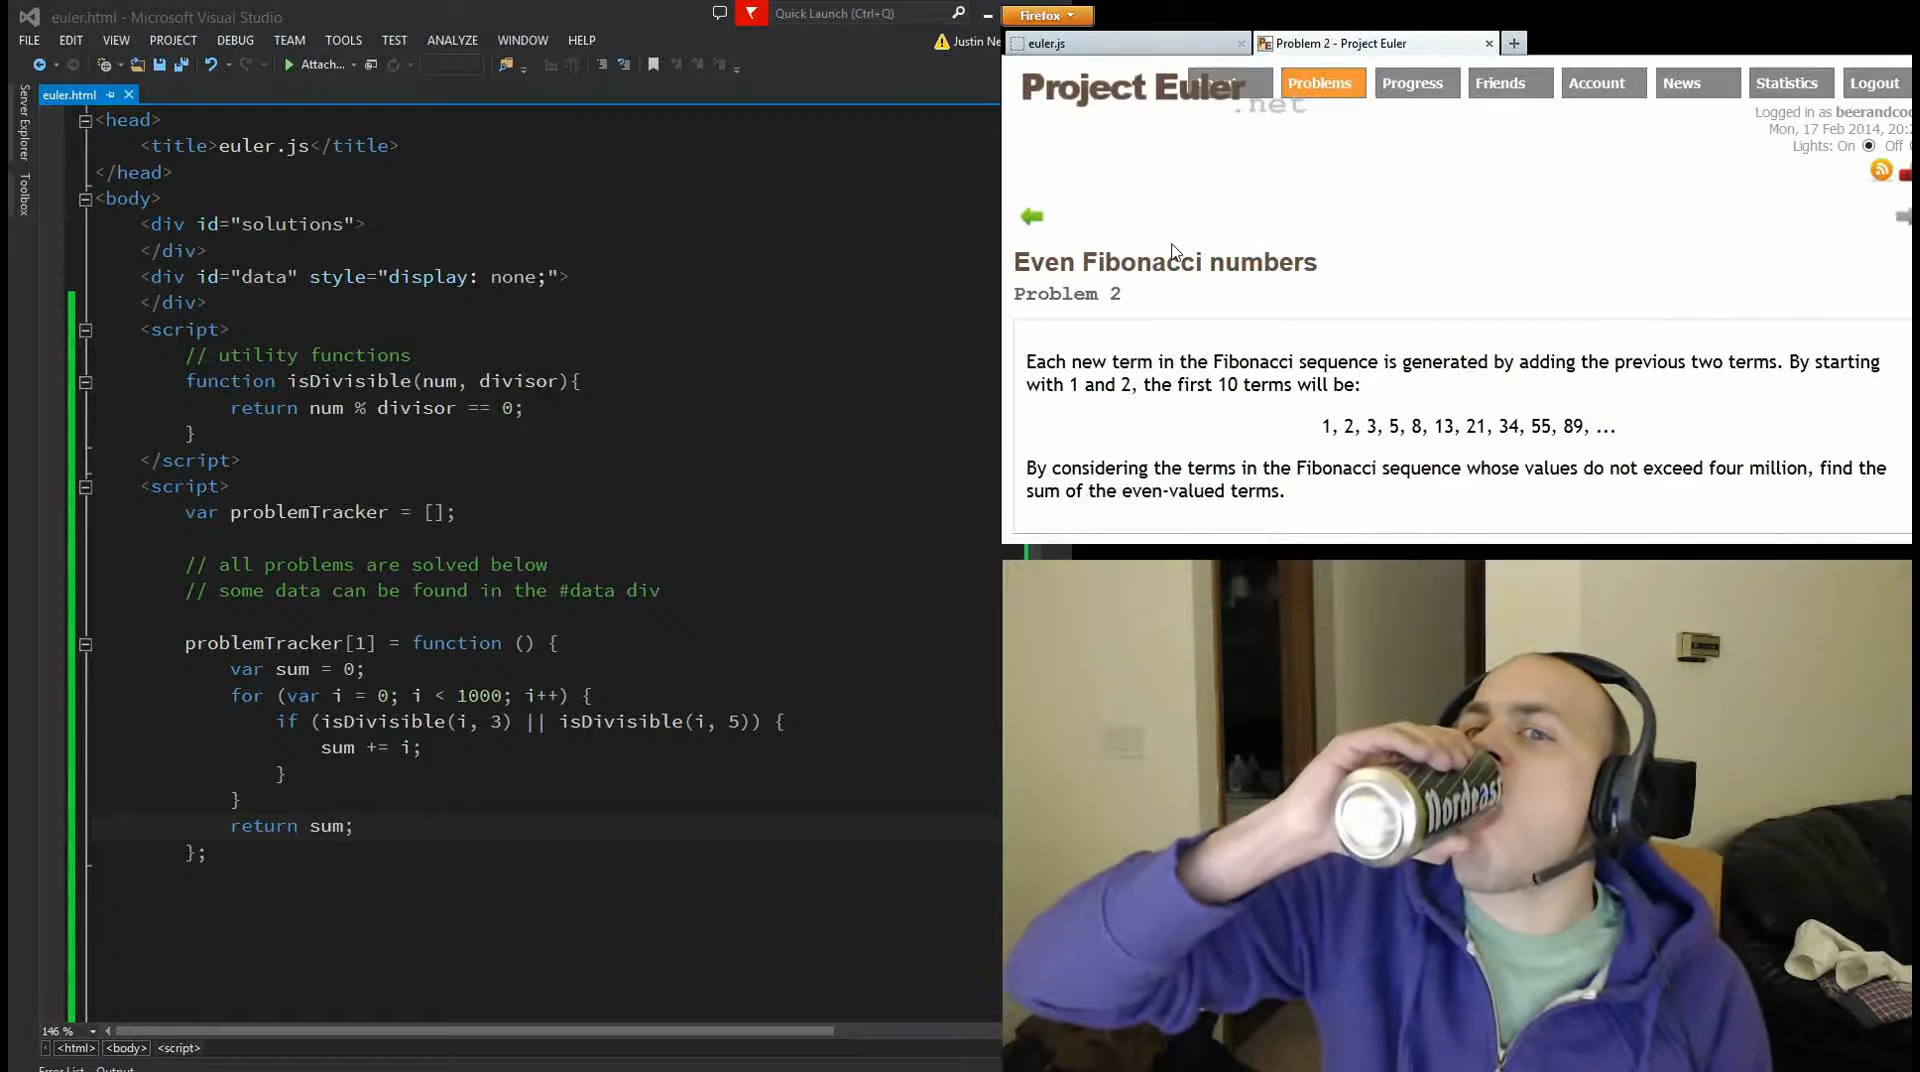 euler.html - Microsoft Visual Studio
Quick Launch (Ctrl+Q)
FILE EDIT VIEW PROJECT DEBUG TEAM TOOLS TEST ANALYZE WINDOW HELP
Justin Ne
Attach...
Server Explorer
Toolbox
euler.html
<head>
<title>euler.js</title>
</head>
<body>
<div id="solutions">
</div>
<div id="data" style="display: none;">
</div>
<script>
// utility functions
function isDivisible(num, divisor){
return num % divisor == 0;
}
</script>
<script>
var problemTracker = [];
// all problems are solved below
// some data can be found in the #data div
problemTracker[1] = function () {
var sum = 0;
for (var i = 0; i < 1000; i++) {
if (isDivisible(i, 3) || isDivisible(i, 5)) {
sum += i;
}
}
return sum;
};
146 %
<html> <body> <script>
Error List Output
Firefox
euler.js
Problem 2 - Project Euler
Project Euler
.net
Problems Progress Friends Account News Statistics Logout
Logged in as beerandcod
Mon, 17 Feb 2014, 20:2
Lights: On Off
Even Fibonacci numbers
Problem 2
Each new term in the Fibonacci sequence is generated by adding the previous two terms. By starting
with 1 and 2, the first 10 terms will be:
1, 2, 3, 5, 8, 13, 21, 34, 55, 89, ...
By considering the terms in the Fibonacci sequence whose values do not exceed four million, find the
sum of the even-valued terms.
Nordeast